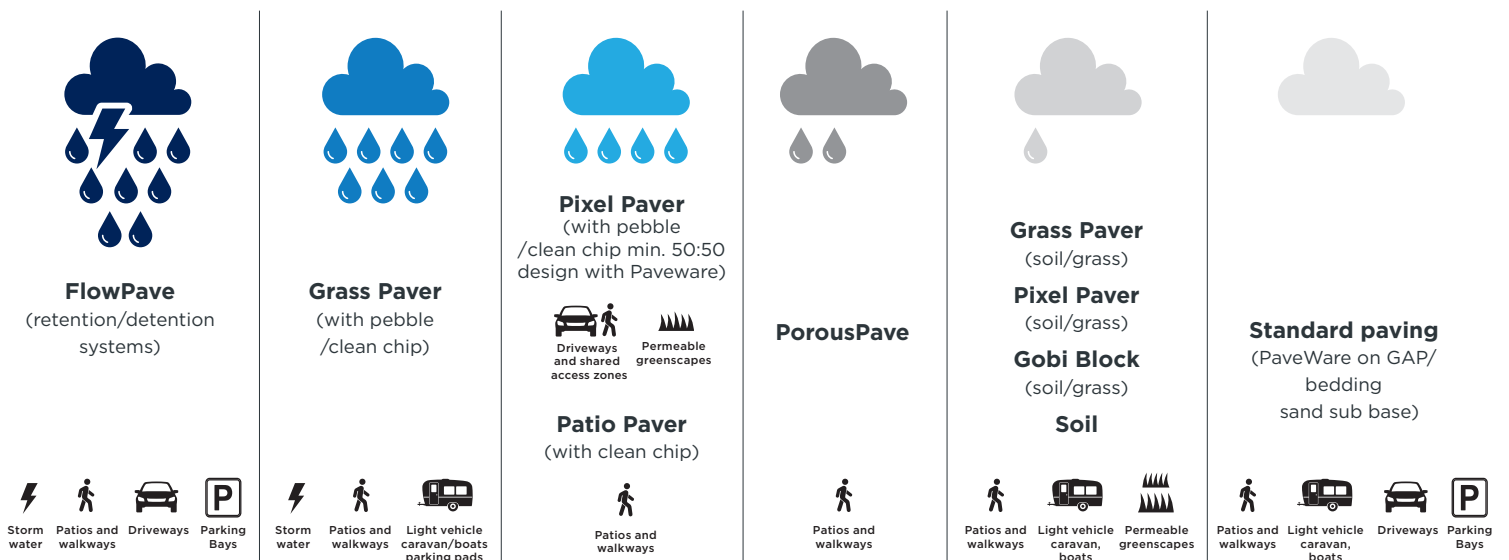 FlowPave
(retention/detention
systems)
Storm
water
Patios and
walkways
Driveways
P
Parking
Bays
Grass Paver
(with pebble
/clean chip)
Storm
water
Patios and
walkways
Light vehicle
caravan/boats
parking pads
Pixel Paver
(with pebble
/clean chip min. 50:50
design with Paveware)
Driveways
and shared
access zones
Permeable
greenscapes
Patio Paver
(with clean chip)
Patios and
walkways
PorousPave
Patios and
walkways
Grass Paver
(soil/grass)
Pixel Paver
(soil/grass)
Gobi Block
(soil/grass)
Soil
Patios and
walkways
Light vehicle
caravan,
boats
Permeable
greenscapes
Standard paving
(PaveWare on GAP/
bedding
sand sub base)
Patios and
walkways
Light vehicle
caravan,
boats
Driveways
P
Parking
Bays